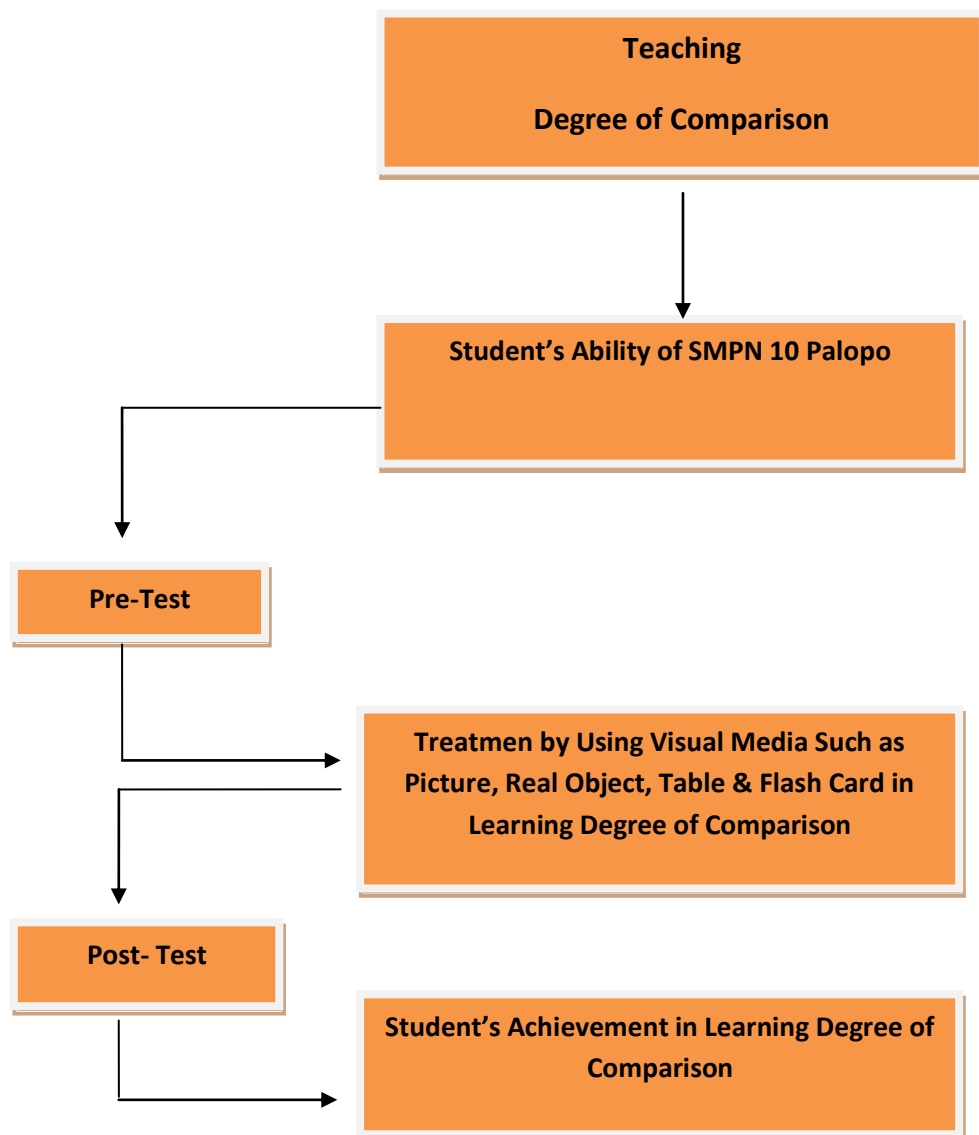 Teaching
Degree of Comparison
Student’s Ability of SMPN 10 Palopo
Pre-Test
Treatmen by Using Visual Media Such as
Picture, Real Object, Table & Flash Card in
Learning Degree of Comparison
Post- Test
Student’s Achievement in Learning Degree of
Comparison